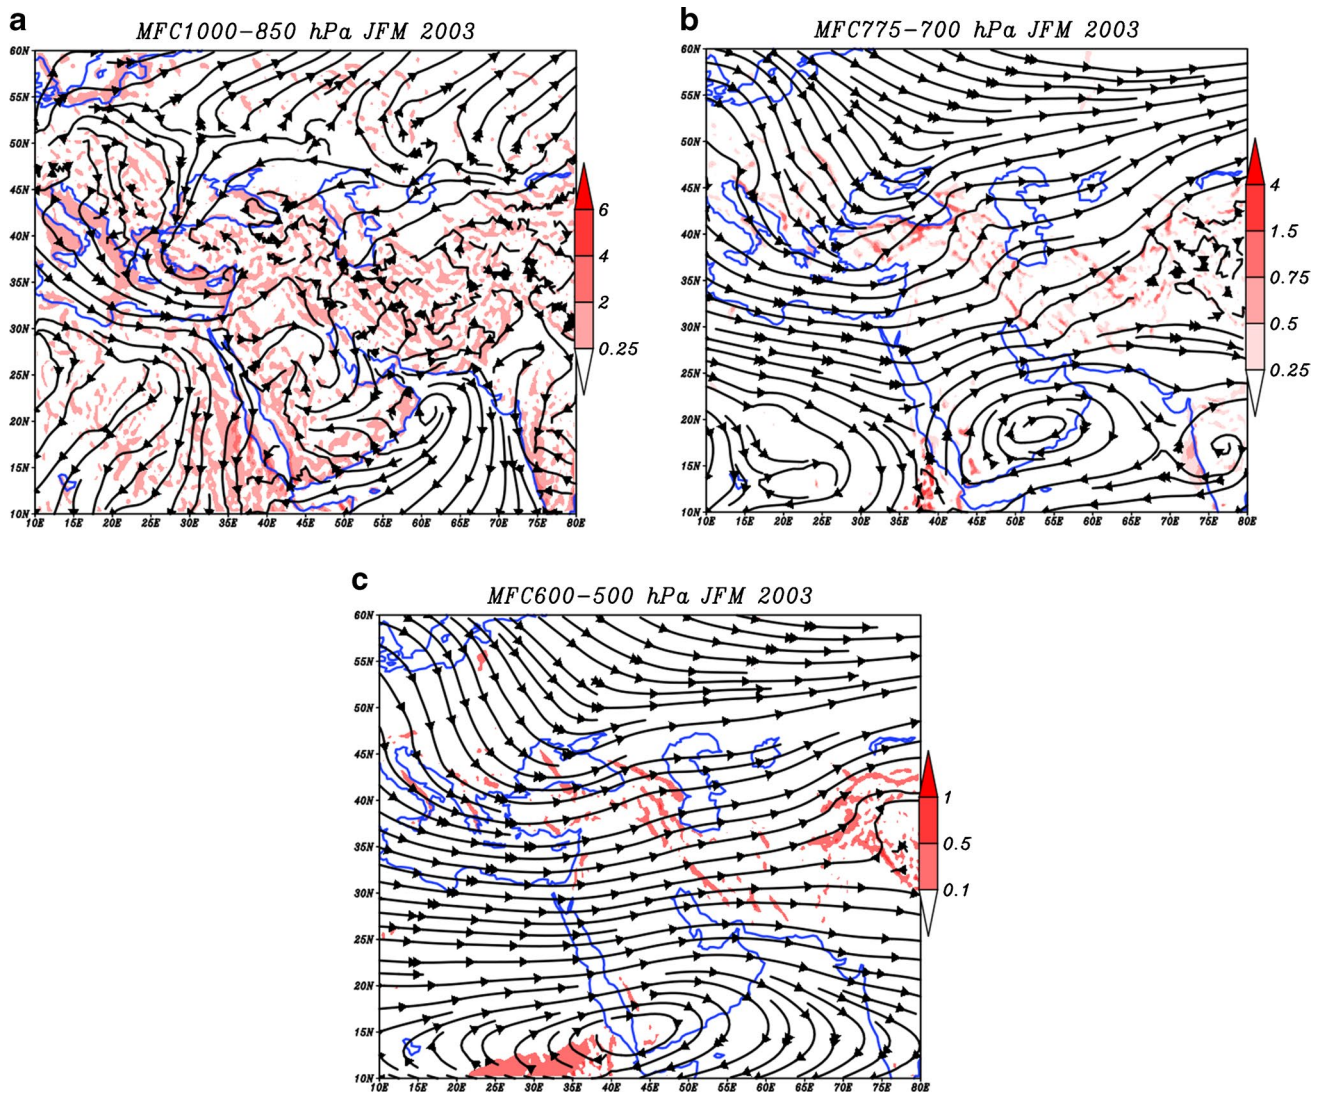 a
MFC1000-850 hPa JFM 2003
60N
55N
50N
45N
40N
35N
30N
25N
20N
15N
10N
10E 15E 20E 25E 30E 35E 40E 45E 50E 55E 60E 65E 70E 75E 80E
6
4
2
0.25
b
MFC775-700 hPa JFM 2003
60N
55N
50N
45N
40N
35N
30N
25N
20N
15N
10N
10E 15E 20E 25E 30E 35E 40E 45E 50E 55E 60E 65E 70E 75E 80E
4
1.5
0.75
0.5
0.25
c
MFC600-500 hPa JFM 2003
60N
55N
50N
45N
40N
35N
30N
25N
20N
15N
10N
10E 15E 20E 25E 30E 35E 40E 45E 50E 55E 60E 65E 70E 75E 80E
1
0.5
0.1